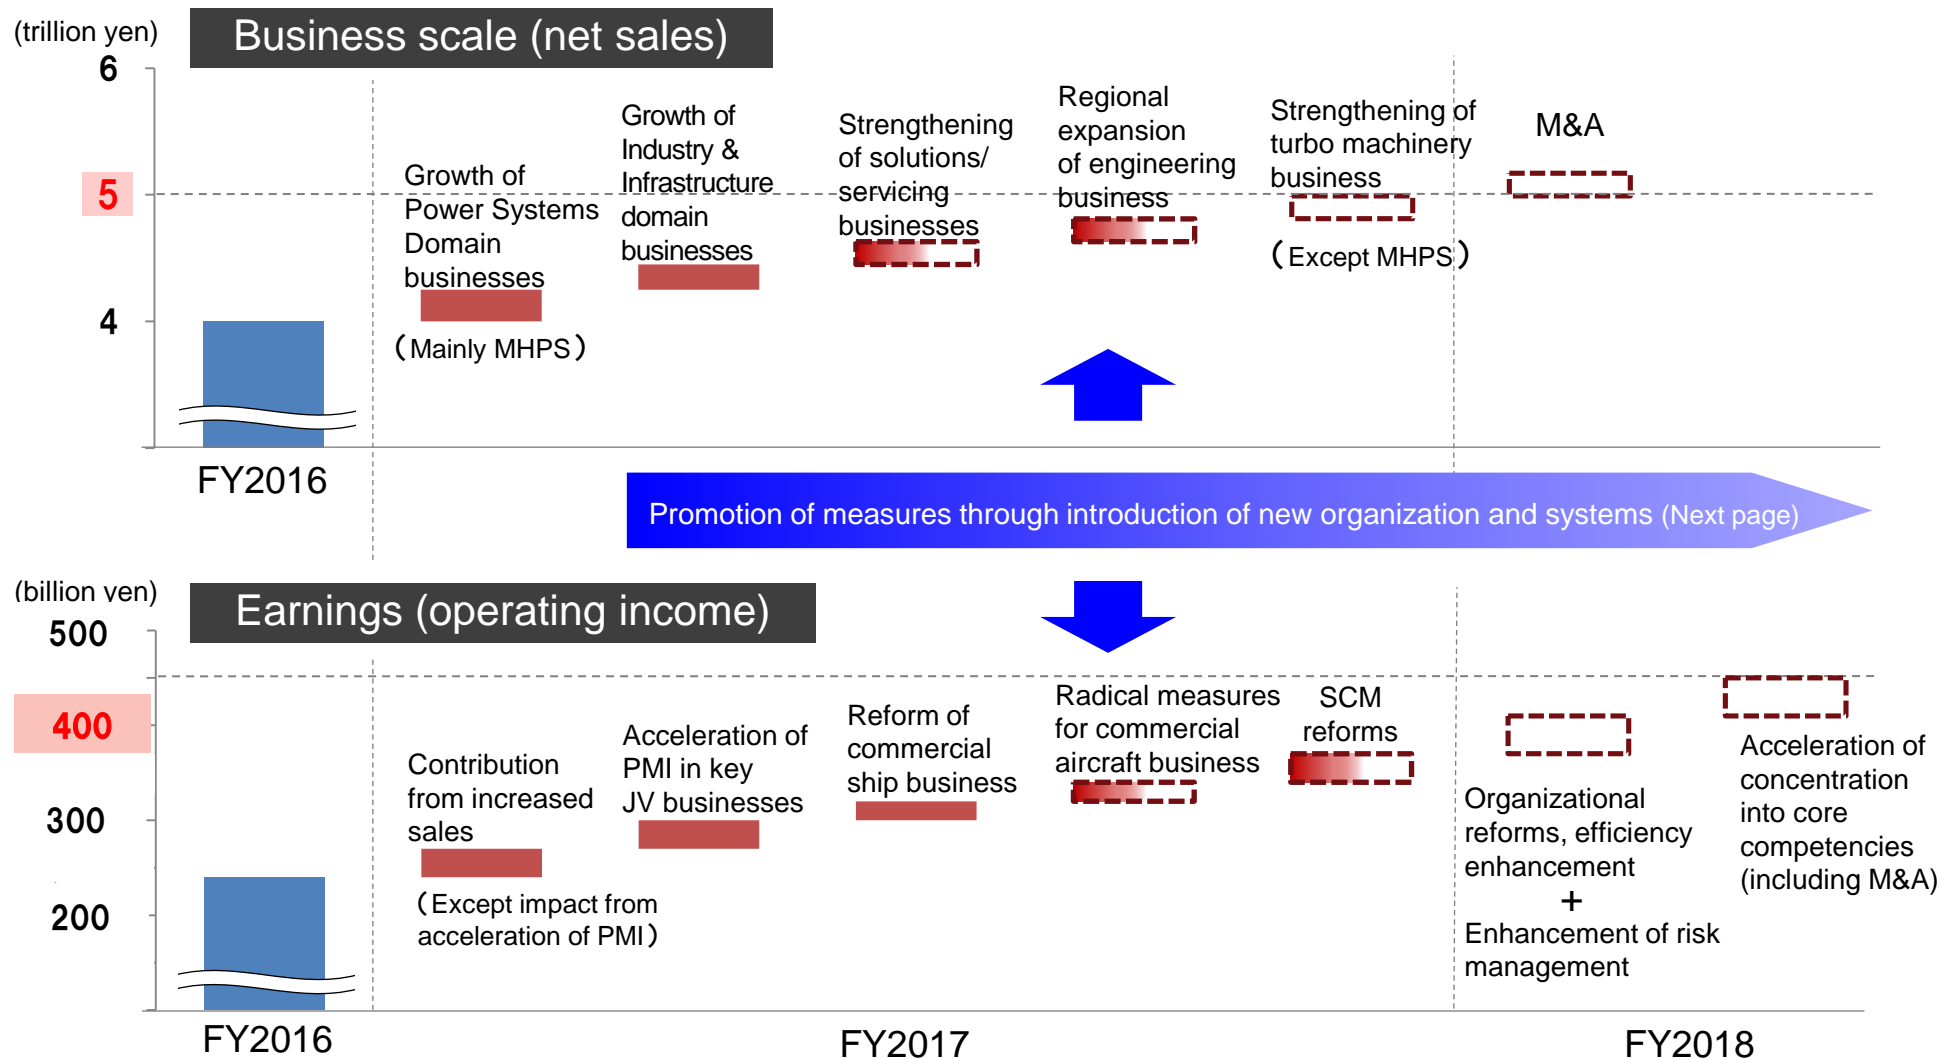 (trillion yen)
Business scale (net sales)
6
5
4
Growth of
Power Systems
Domain
businesses
(Mainly MHPS)
Growth of
Industry &
Infrastructure
domain
businesses
Strengthening
of solutions/
servicing
businesses
Regional
expansion
of engineering
business
Strengthening of
turbo machinery
business
(Except MHPS)
M&A
FY2016
Promotion of measures through introduction of new organization and systems (Next page)
(billion yen)
Earnings (operating income)
500
400
300
200
Contribution
from increased
sales
(Except impact from
acceleration of PMI)
Acceleration of
PMI in key
JV businesses
Reform of
commercial
ship business
Radical measures
for commercial
aircraft business
SCM
reforms
Organizational
reforms, efficiency
enhancement
+
Enhancement of risk
management
Acceleration of
concentration
into core
competencies
(including M&A)
FY2016
FY2017
FY2018